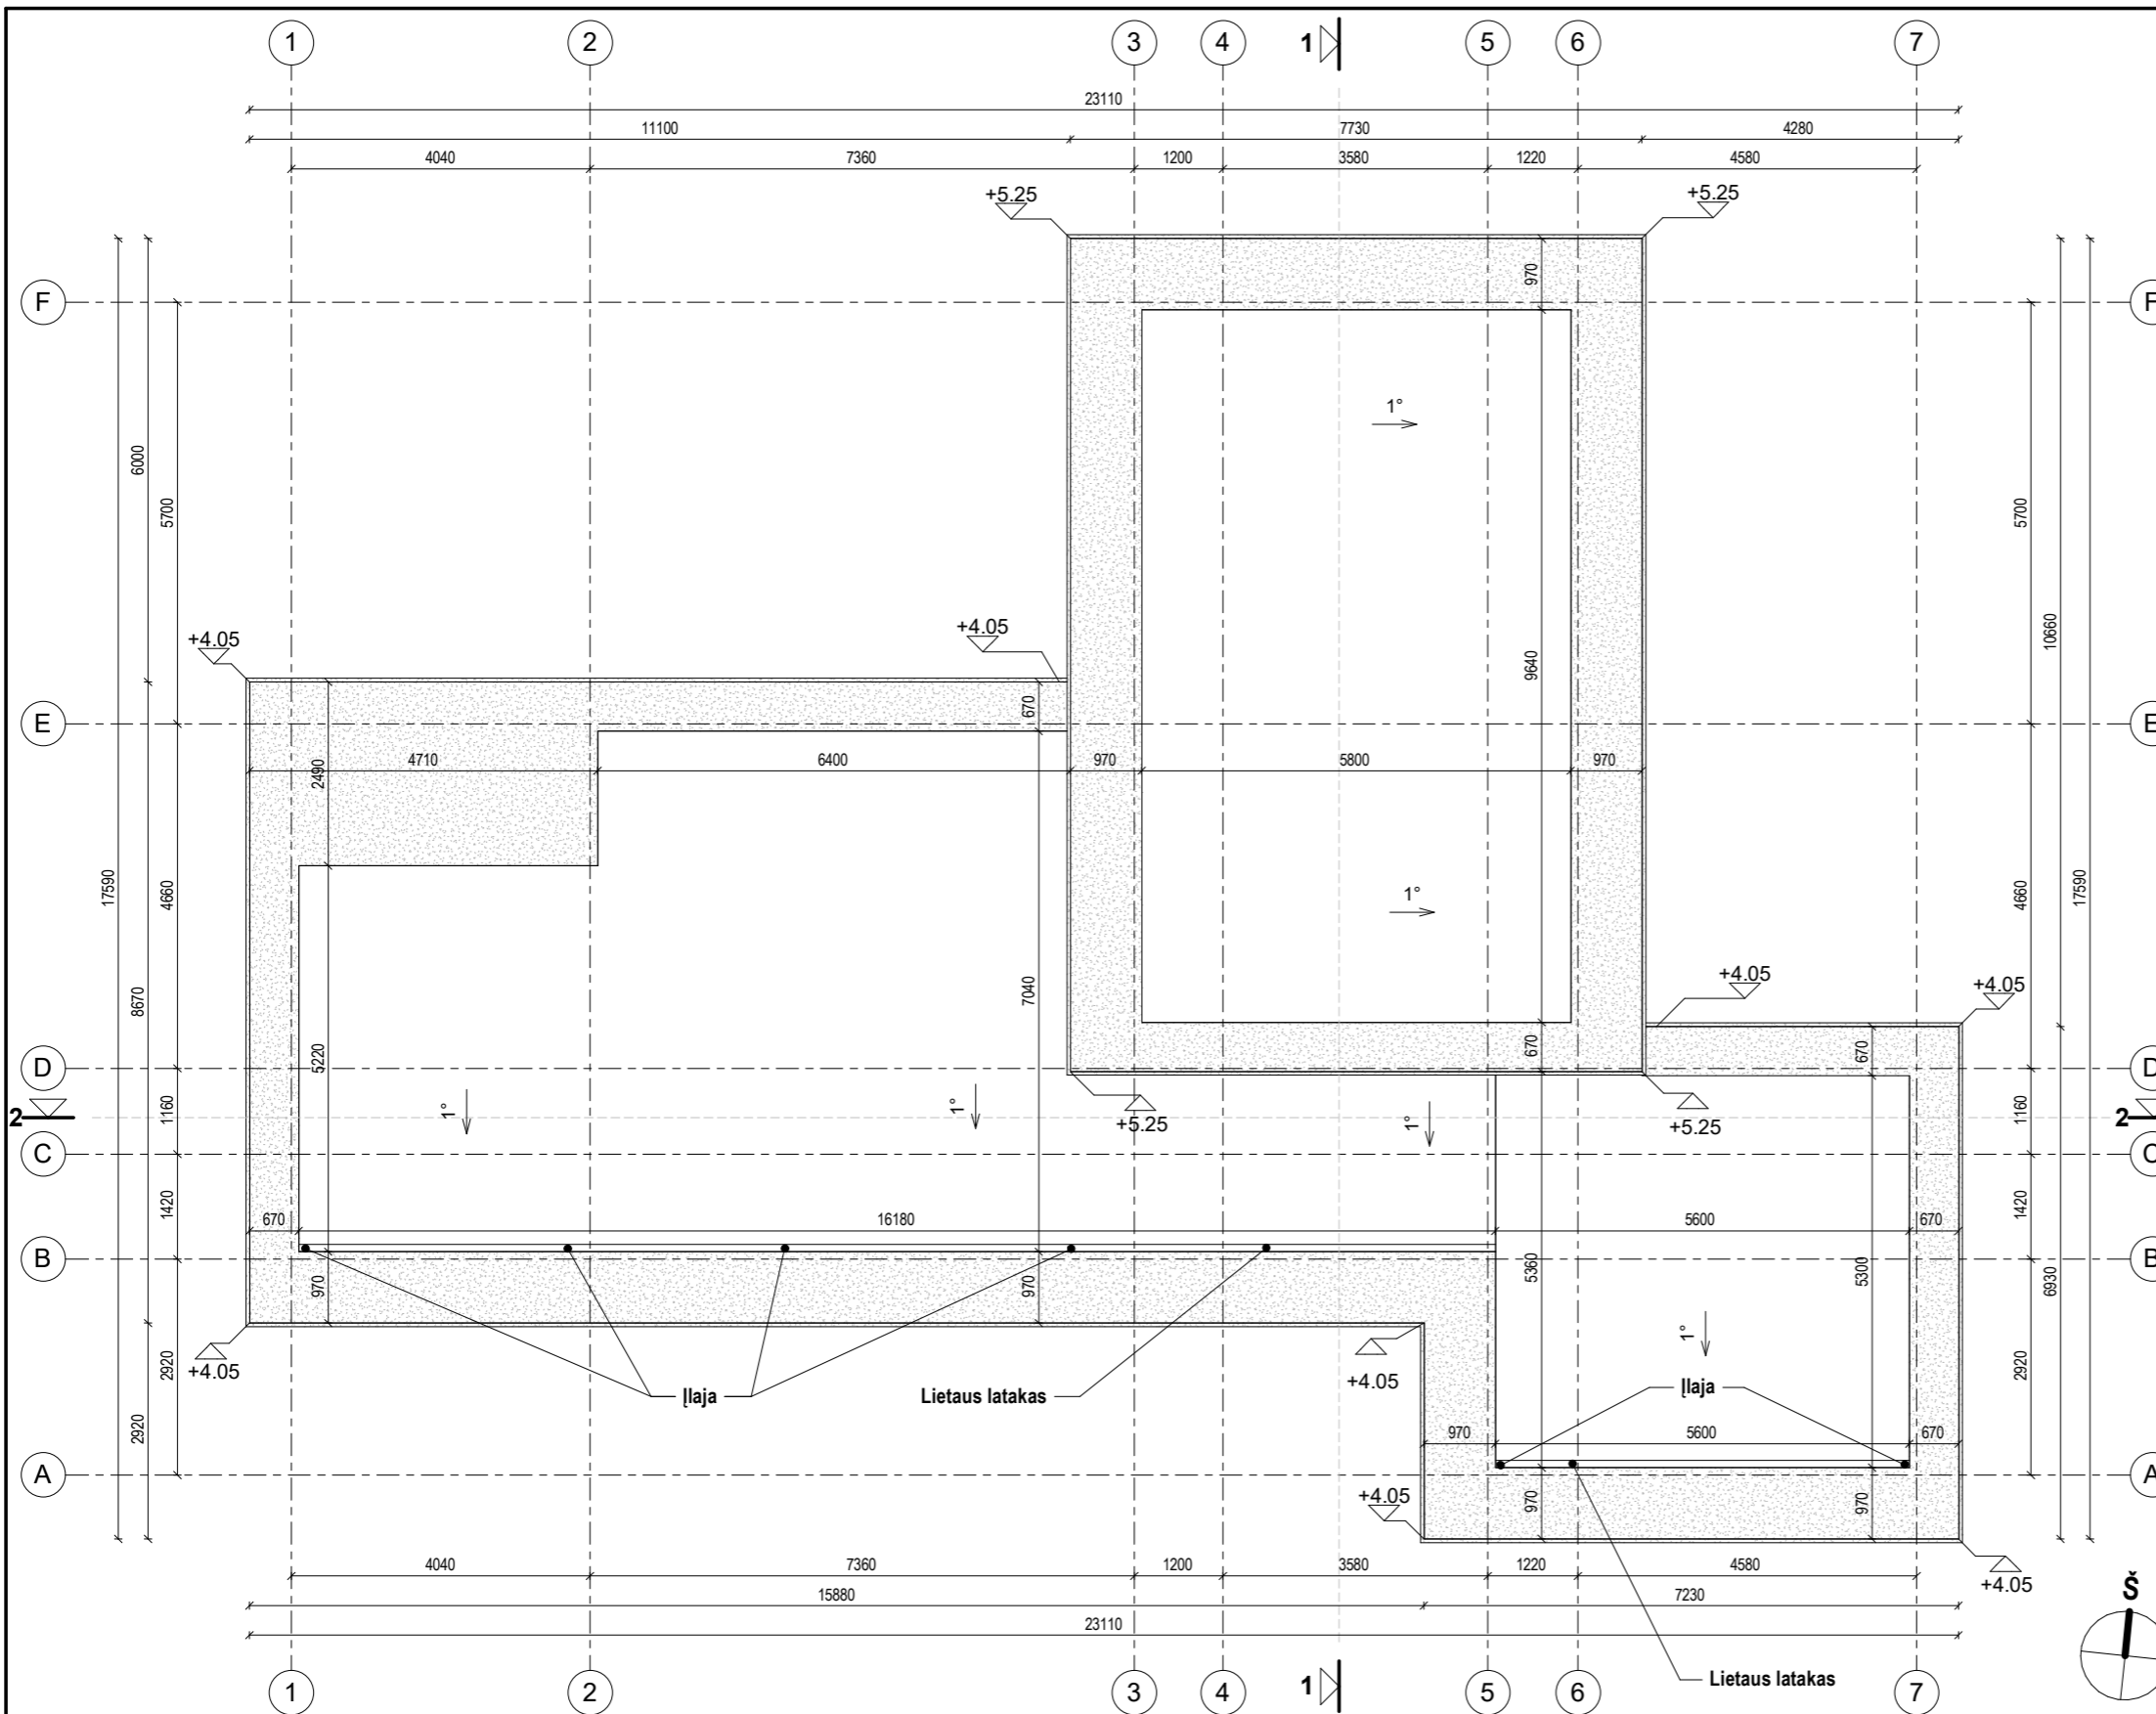 1 2 3 4 1 5 6 7
23110
11100 7730 4280
4040 7360 1200 3580 1220 4580
+5.25 +5.25
970
F F
1°
6000 5700 5700
10660
+4.05 +4.05
9640
670
E E
2490 4710 6400 970 5800 970
17590 4660 4660 17590
1°
+4.05 +4.05
8670 5220 7040
670 670
D D
1° 1° 1°
2 1160 +5.25 +5.25 1160 2
C C
1420 1420
670 16180 5600 670
B B
970 970 5360 5300 6930
1°
+4.05 2920 +4.05 2920
Įlaja Lietaus latakas Įlaja
2920
970 5600 670
A A
+4.05 970 970
4040 7360 1200 3580 1220 4580
+4.05
15880 7230
Š
23110
Lietaus latakas
1 2 3 4 1 5 6 7